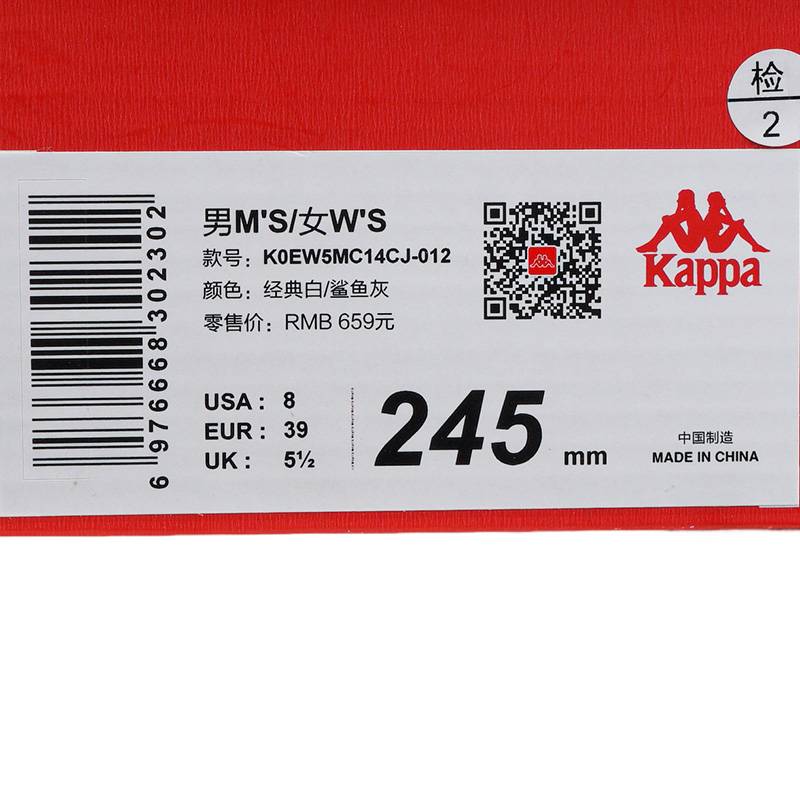 检
2
男M'S/女W'S
款号：K0EW5MC14CJ-012
颜色：经典白/鲨鱼灰
零售价：RMB 659元
USA : 8
EUR : 39
UK : 5½
245 mm
Kappa
中国制造
MADE IN CHINA
6 976668 302302